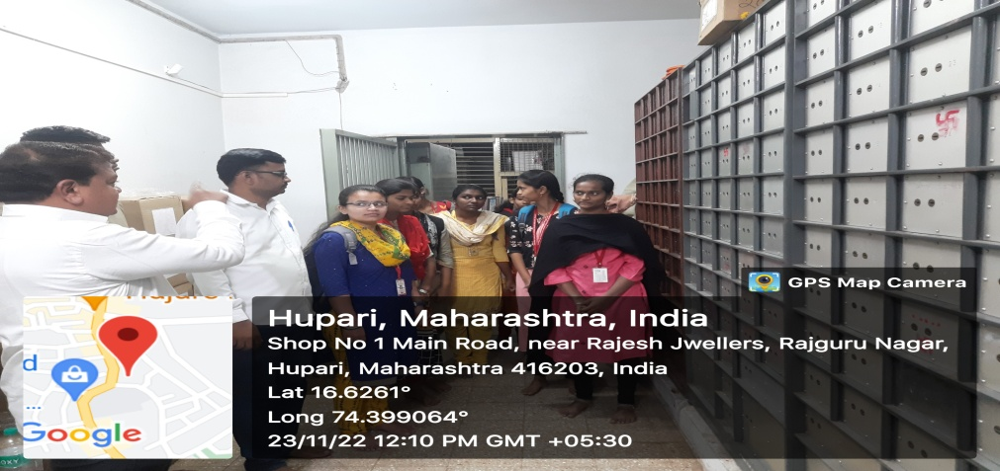 GPS Map Camera
Hupari, Maharashtra, India
Shop No 1 Main Road, near Rajesh Jwellers, Rajguru Nagar,
Hupari, Maharashtra 416203, India
Lat 16.6261°
Long 74.399064°
23/11/22 12:10 PM GMT +05:30
d
...
Google